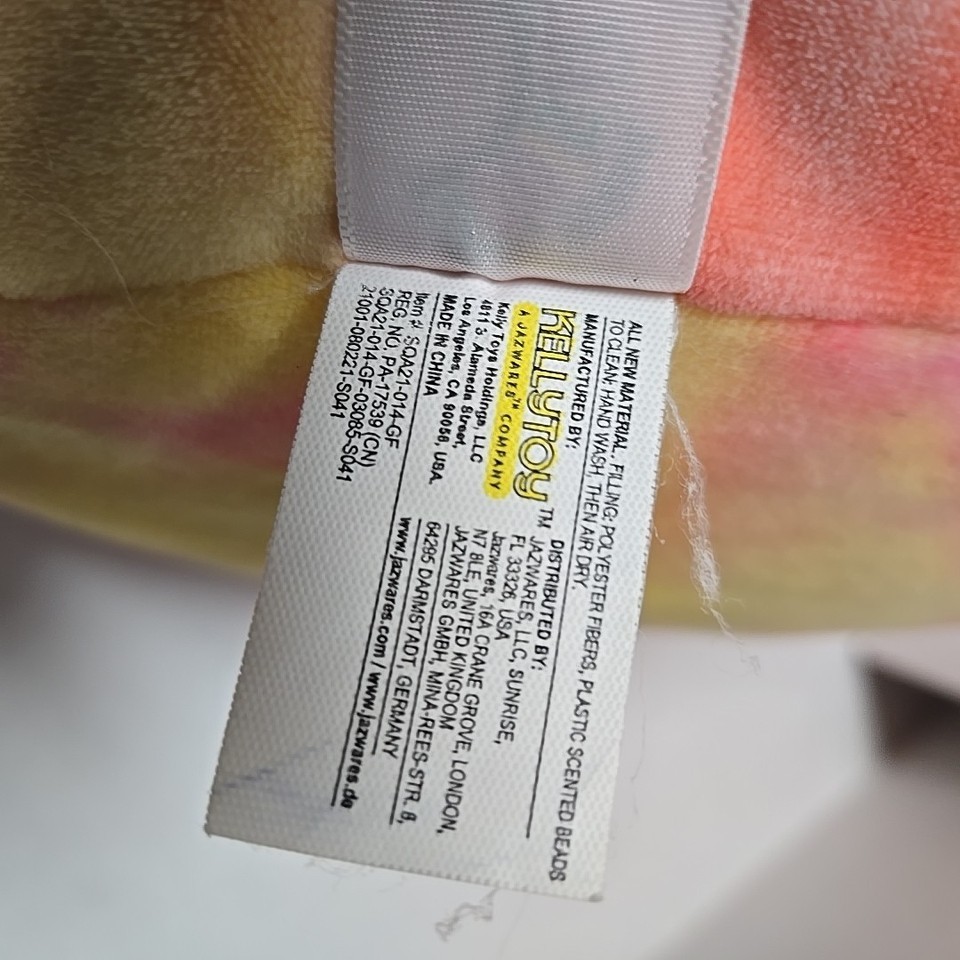 ALL NEW MATERIAL, FILLING: POLYESTER FIBERS, PLASTIC SCENTED BEADS
TO CLEAN: HAND WASH, THEN AIR DRY.
MANUFACTURED BY:
KELLYTOY™
A JAZWARES™ COMPANY
Kelly Toys Holdings, LLC
4811 S. Alameda Street,
Los Angeles, CA 90058, USA.
MADE IN CHINA
DISTRIBUTED BY:
JAZWARES, LLC, SUNRISE,
FL 33326, USA
Jazwares, 16A CRANE GROVE, LONDON,
N7 8LE, UNITED KINGDOM
JAZWARES GMBH, MINA-REES-STR. 8,
64295 DARMSTADT, GERMANY
www.jazwares.com / www.jazwares.de
Item #: SQA21-014-GF
REG. NO. PA-17539 (CN)
SQA21-014-GF-03085-S041
21001-080221-S041